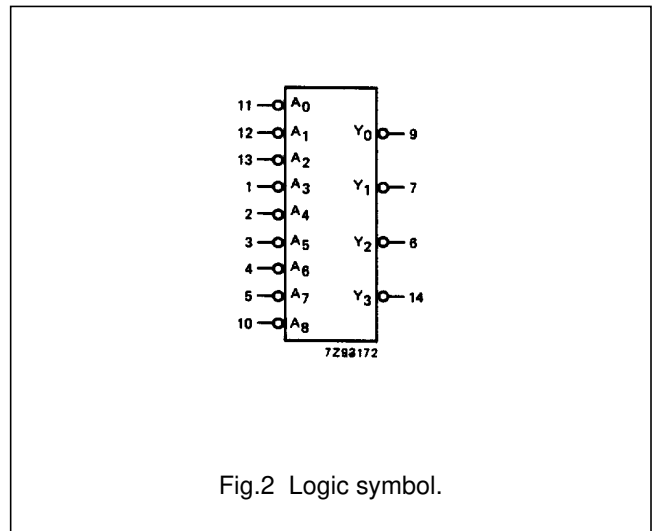 11 A0
12 A1
Y0 9
13 A2
1 A3
Y1 7
2 A4
3 A5
Y2 6
4 A6
5 A7
Y3 14
10 A8
7Z93172
Fig.2 Logic symbol.